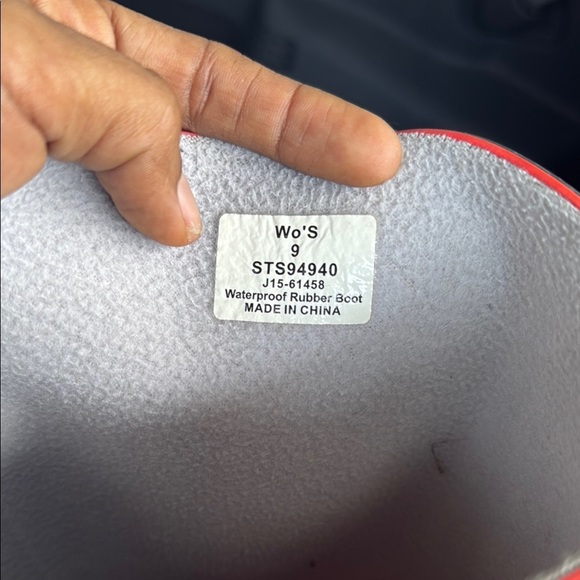 Wo'S
9
STS94940
J15-61458
Waterproof Rubber Boot
MADE IN CHINA